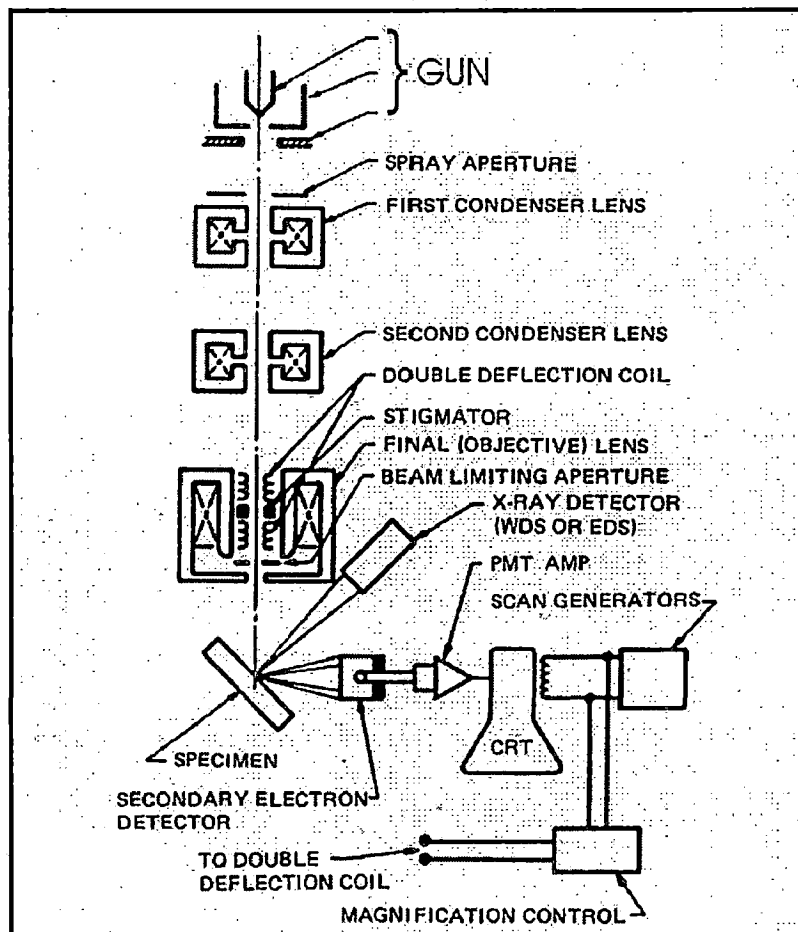 GUN
SPRAY APERTURE
FIRST CONDENSER LENS
SECOND CONDENSER LENS
DOUBLE DEFLECTION COIL
STIGMATOR
FINAL (OBJECTIVE) LENS
BEAM LIMITING APERTURE
X-RAY DETECTOR
(WDS OR EDS)
PMT AMP
SCAN GENERATORS
CRT
SPECIMEN
SECONDARY ELECTRON
DETECTOR
TO DOUBLE
DEFLECTION COIL
MAGNIFICATION CONTROL